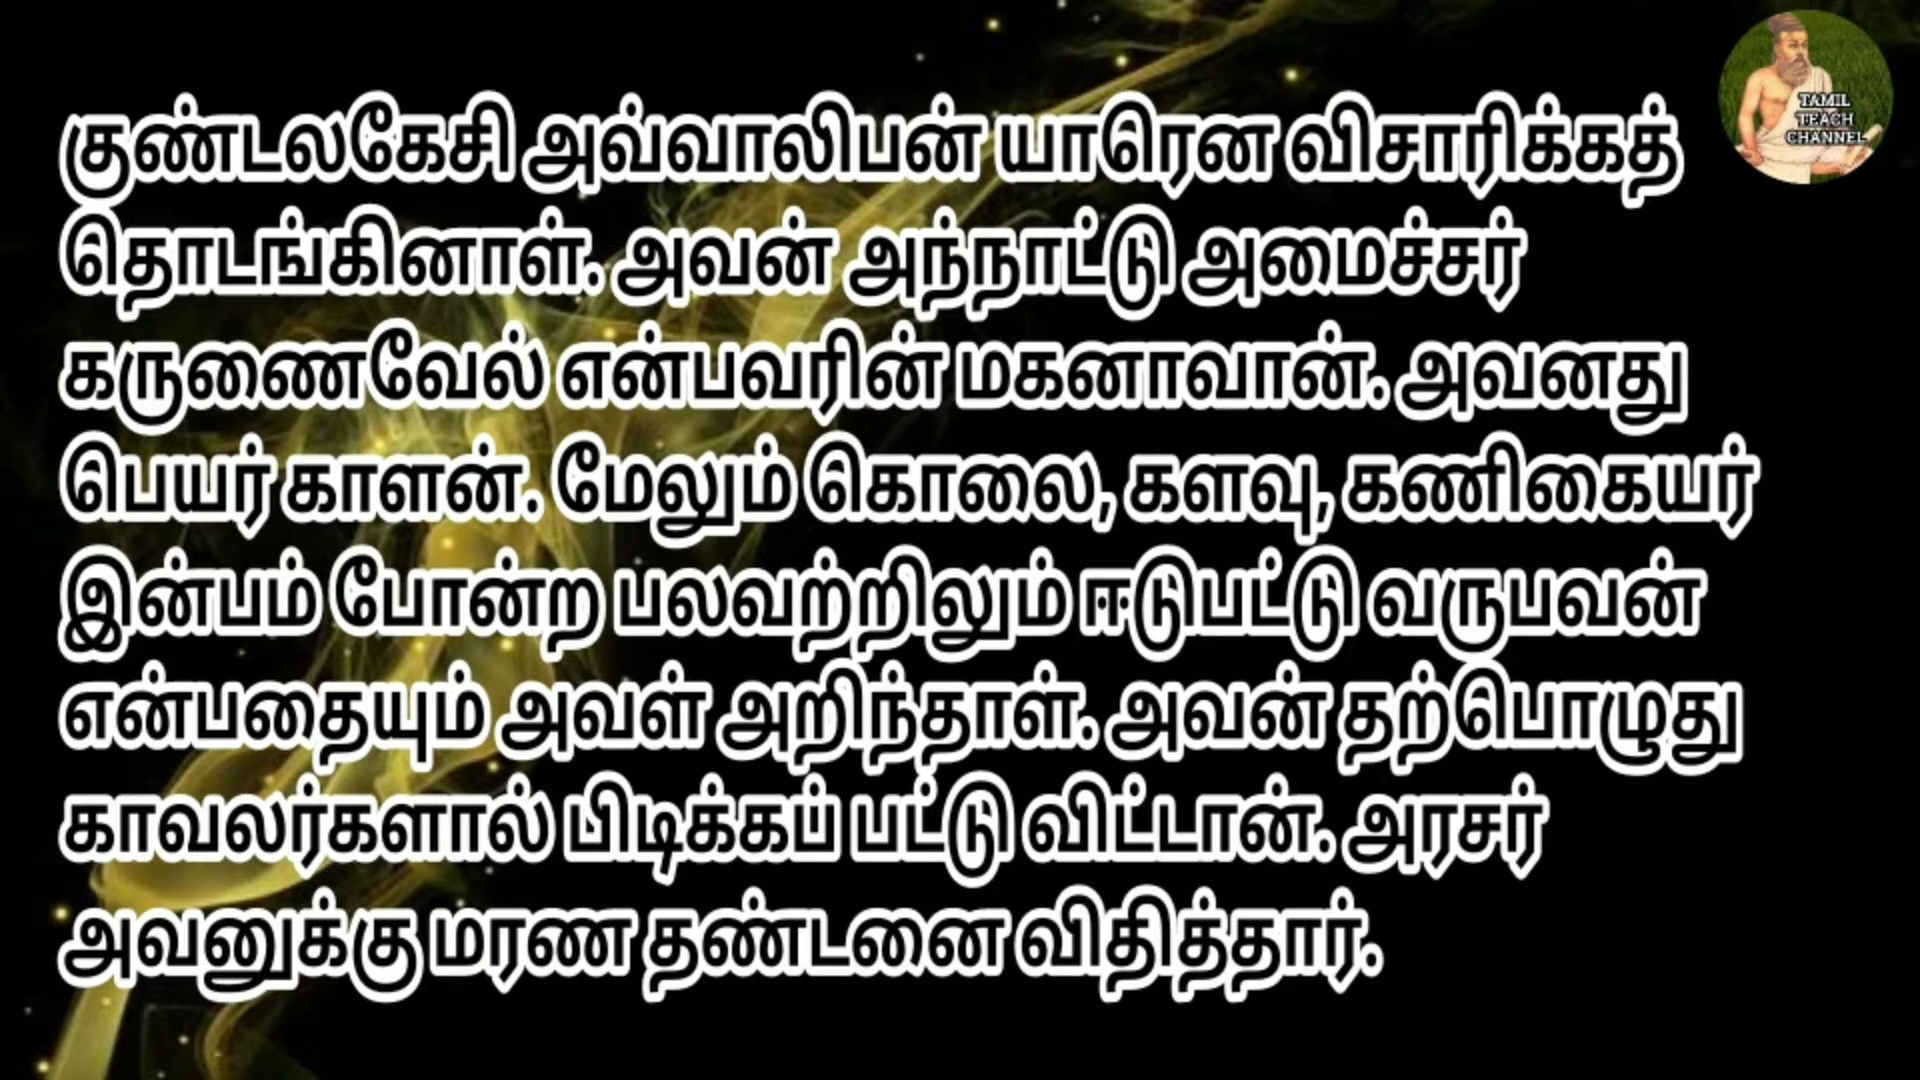 குண்டலகேசி அவ்வாலிபன் யாரென விசாரிக்கத்
தொடங்கினாள். அவன் அந்நாட்டு அமைச்சர்
கருணைவேல் என்பவரின் மகனாவான். அவனது
பெயர் காளன். மேலும் கொலை, களவு, கணிகையர்
இன்பம் போன்ற பலவற்றிலும் ஈடுபட்டு வருபவன்
என்பதையும் அவள் அறிந்தாள். அவன் தற்பொழுது
காவலர்களால் பிடிக்கப் பட்டு விட்டான். அரசர்
அவனுக்கு மரண தண்டனை விதித்தார்.
TAMIL
TEACH
CHANNEL